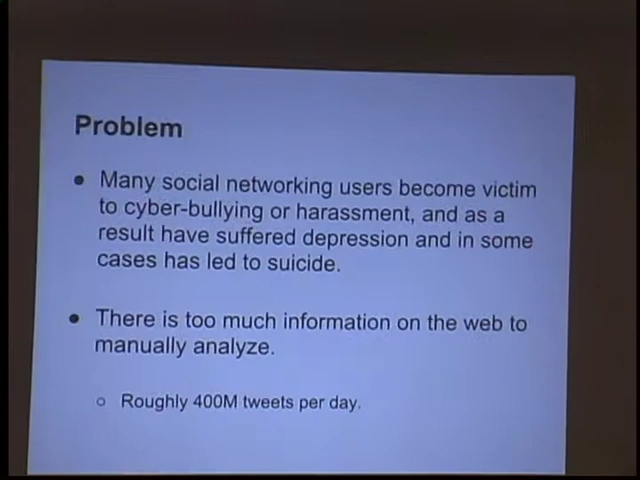 Problem
● Many social networking users become victim
to cyber-bullying or harassment, and as a
result have suffered depression and in some
cases has led to suicide.
● There is too much information on the web to
manually analyze.
○ Roughly 400M tweets per day.